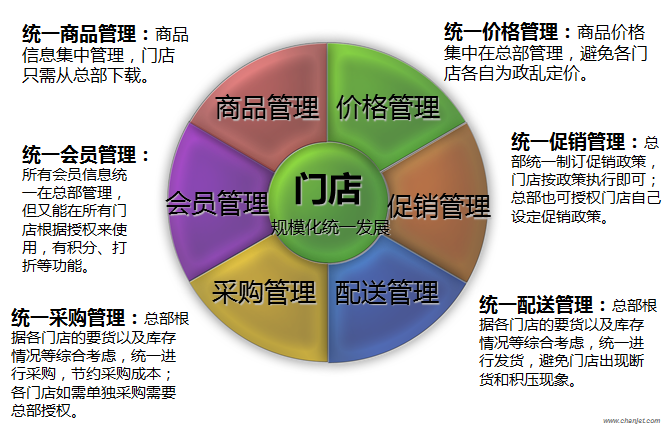 统一商品管理：商品
信息集中管理，门店
只需从总部下载。
统一价格管理：商品价格
集中在总部管理，避免各门
店各自为政乱定价。
商品管理
价格管理
统一会员管理：
所有会员信息统
一在总部管理，
但又能在所有门
店根据授权来使
用，有积分、打
折等功能。
统一促销管理：总
部统一制订促销政策，
门店按政策执行即可；
总部也可授权门店自己
设定促销政策。
会员管理
门店
规模化统一发展
促销管理
采购管理
配送管理
统一采购管理：总部根
据各门店的要货以及库存
情况等综合考虑，统一进
行采购，节约采购成本；
各门店如需单独采购需要
总部授权。
统一配送管理：总部根
据各门店的要货以及库存
情况等综合考虑，统一进
行发货，避免门店出现断
货和积压现象。
www.chanjet.com